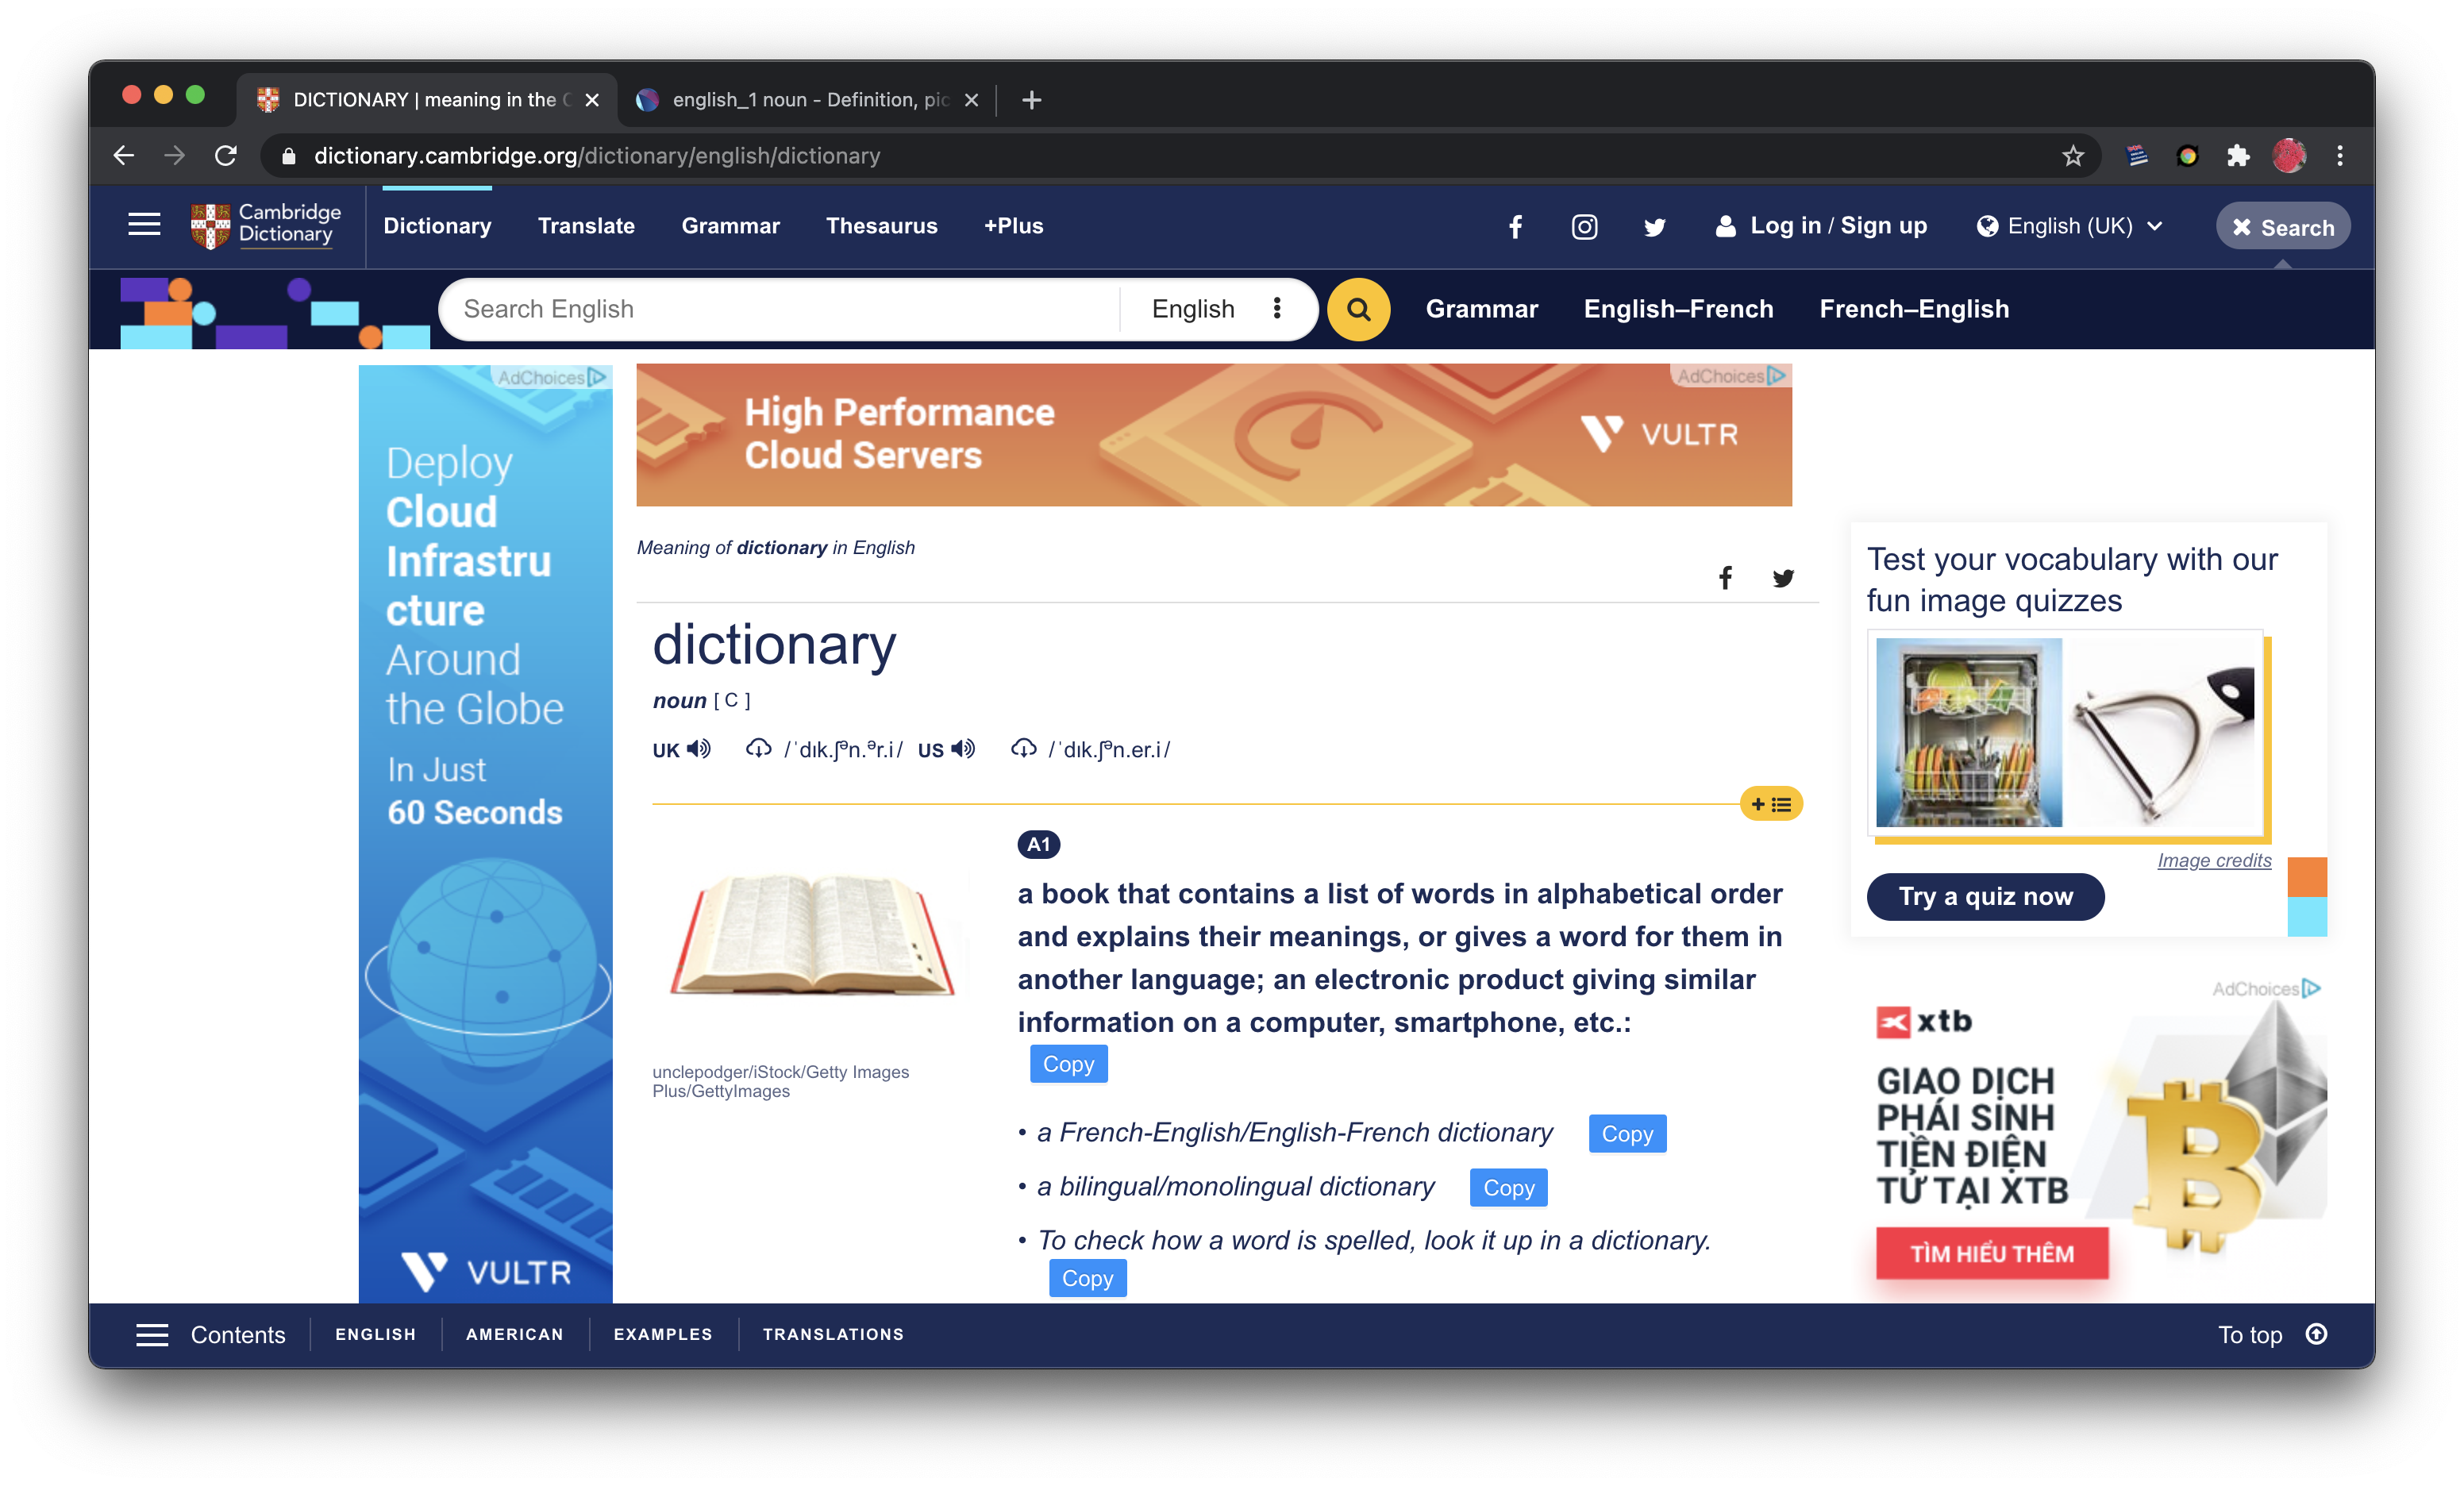 DICTIONARY | meaning in the C
english_1 noun - Definition, pic
dictionary.cambridge.org/dictionary/english/dictionary
Cambridge
Dictionary
Dictionary
Translate
Grammar
Thesaurus
+Plus
Log in / Sign up
English (UK)
Search
Search English
English
Grammar
English–French
French–English
AdChoices
Deploy
Cloud
Infrastru
cture
Around
the Globe
In Just
60 Seconds
VULTR
AdChoices
High Performance
Cloud Servers
VULTR
Meaning of dictionary in English
dictionary
noun [ C ]
UK /ˈdɪk.ʃᵊn.ᵊr.i/ US /ˈdɪk.ʃᵊn.er.i/
A1
a book that contains a list of words in alphabetical order
and explains their meanings, or gives a word for them in
another language; an electronic product giving similar
information on a computer, smartphone, etc.:
Copy
unclepodger/iStock/Getty Images
Plus/GettyImages
• a French-English/English-French dictionary Copy
• a bilingual/monolingual dictionary Copy
• To check how a word is spelled, look it up in a dictionary.
Copy
Test your vocabulary with our
fun image quizzes
Image credits
Try a quiz now
AdChoices
xtb
GIAO DỊCH
PHÁI SINH
TIỀN ĐIỆN
TỬ TẠI XTB
TÌM HIỂU THÊM
Contents
ENGLISH
AMERICAN
EXAMPLES
TRANSLATIONS
To top